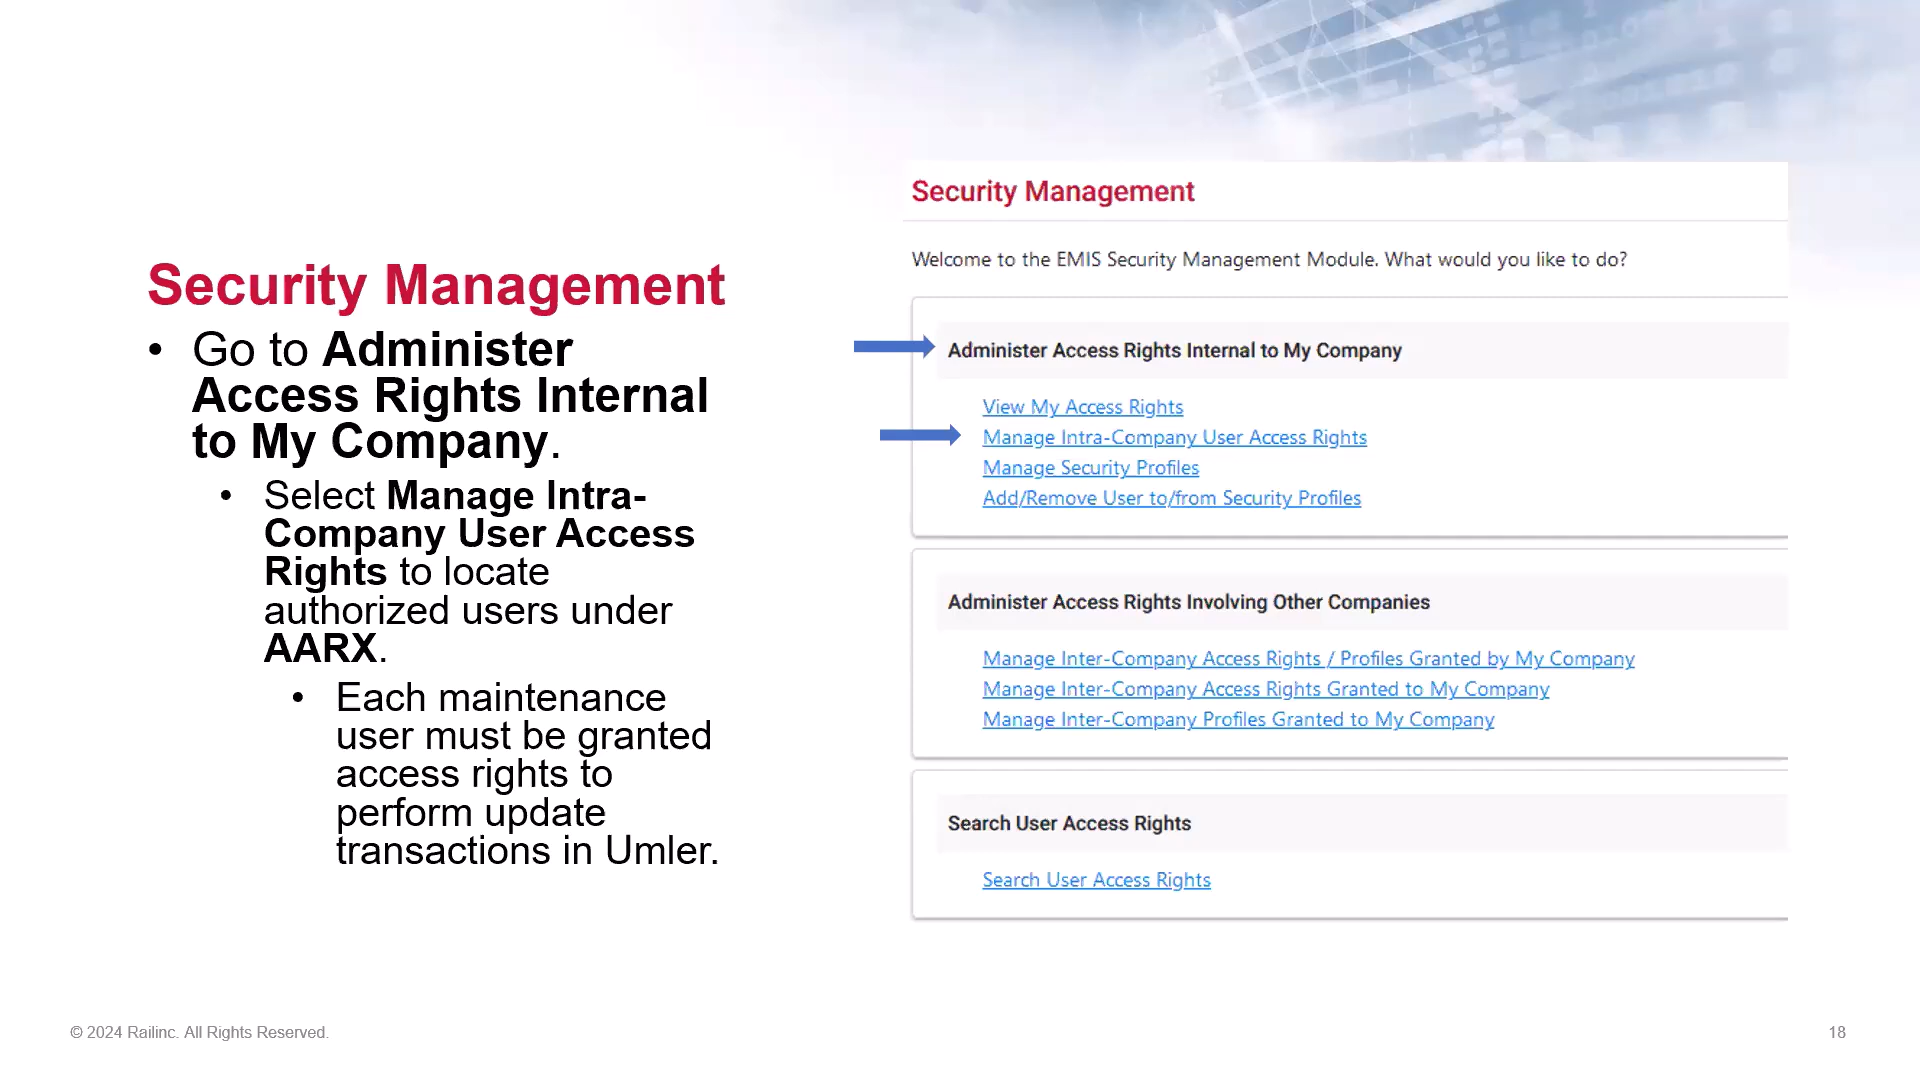 Security Management
• Go to Administer
Access Rights Internal
to My Company.
• Select Manage Intra-
Company User Access
Rights to locate
authorized users under
AARX.
• Each maintenance
user must be granted
access rights to
perform update
transactions in Umler.
Security Management
Welcome to the EMIS Security Management Module. What would you like to do?
Administer Access Rights Internal to My Company
View My Access Rights
Manage Intra-Company User Access Rights
Manage Security Profiles
Add/Remove User to/from Security Profiles
Administer Access Rights Involving Other Companies
Manage Inter-Company Access Rights / Profiles Granted by My Company
Manage Inter-Company Access Rights Granted to My Company
Manage Inter-Company Profiles Granted to My Company
Search User Access Rights
Search User Access Rights
© 2024 Railinc. All Rights Reserved.
18